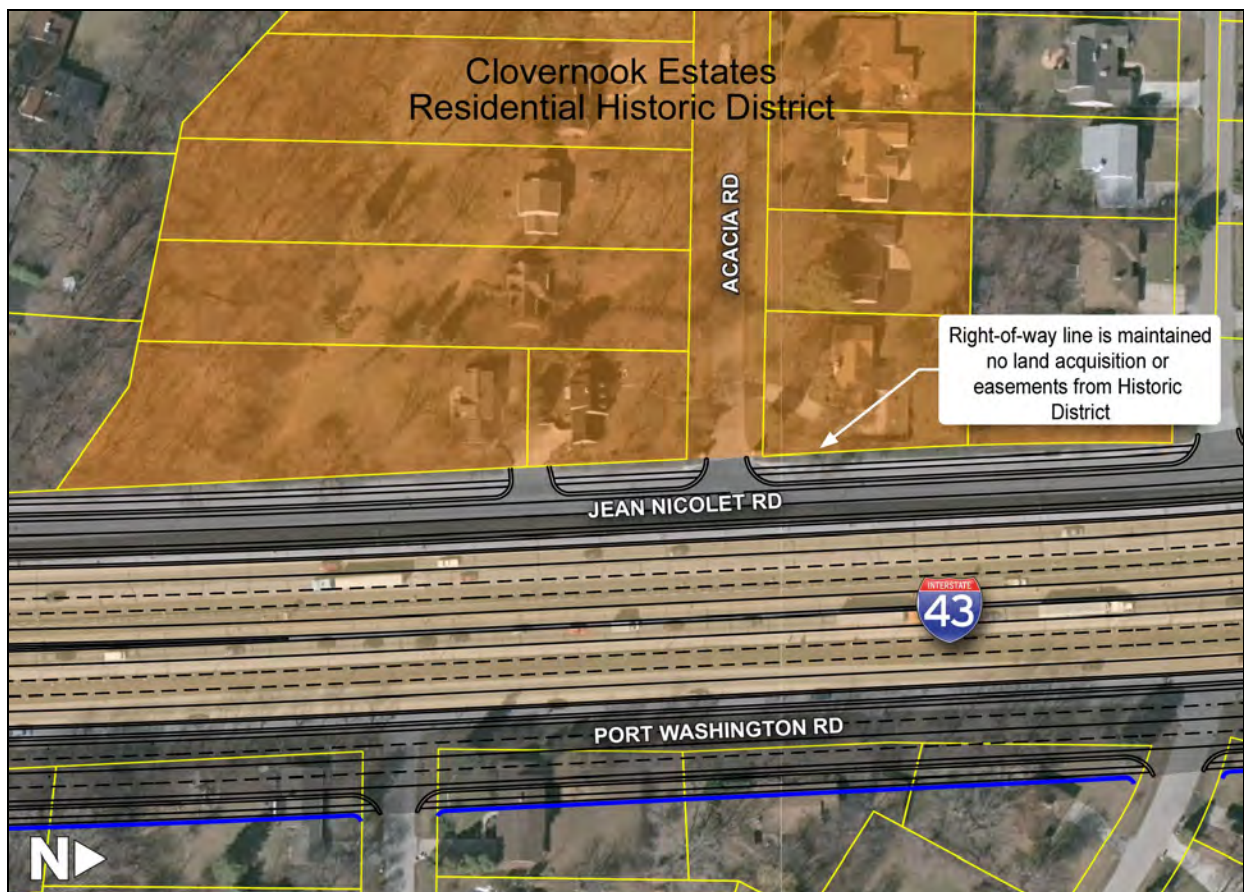 Clovernook Estates
Residential Historic District
ACACIA RD
Right-of-way line is maintained
no land acquisition or
easements from Historic
District
JEAN NICOLET RD
INTERSTATE
43
PORT WASHINGTON RD
N